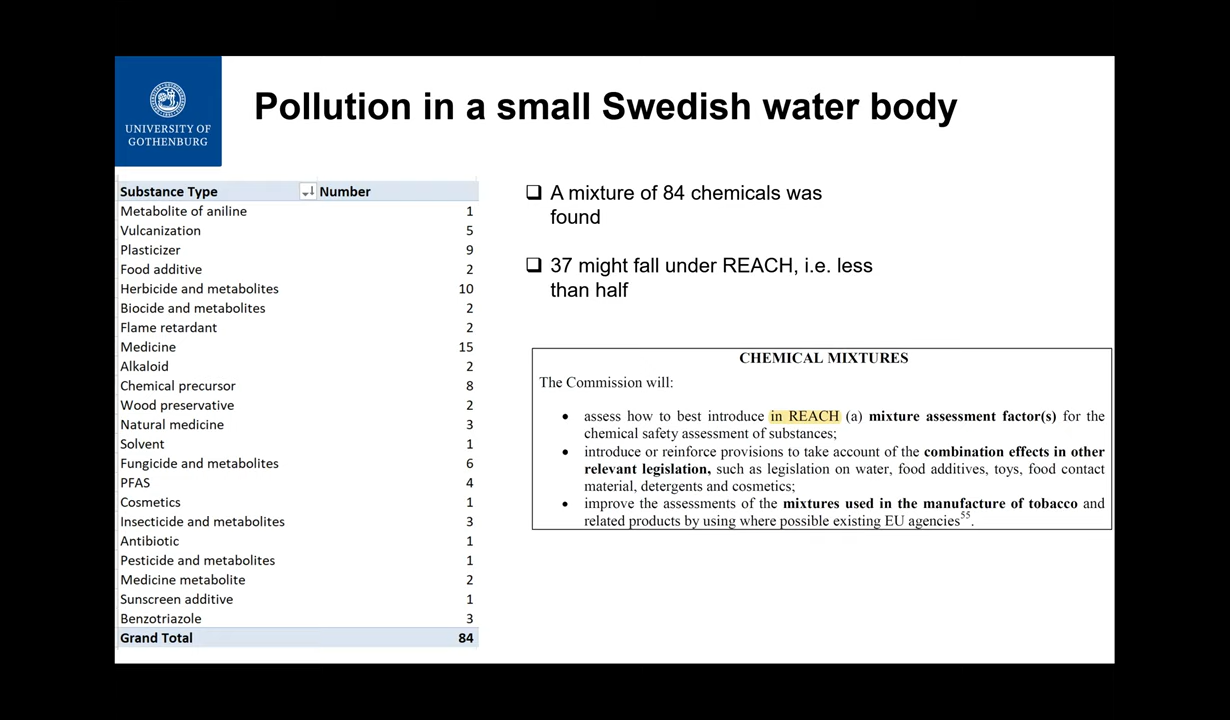 UNIVERSITY OF
GOTHENBURG
Pollution in a small Swedish water body
Substance Type Number
Metabolite of aniline 1
Vulcanization 5
Plasticizer 9
Food additive 2
Herbicide and metabolites 10
Biocide and metabolites 2
Flame retardant 2
Medicine 15
Alkaloid 2
Chemical precursor 8
Wood preservative 2
Natural medicine 3
Solvent 1
Fungicide and metabolites 6
PFAS 4
Cosmetics 1
Insecticide and metabolites 3
Antibiotic 1
Pesticide and metabolites 1
Medicine metabolite 2
Sunscreen additive 1
Benzotriazole 3
Grand Total 84
A mixture of 84 chemicals was
found
37 might fall under REACH, i.e. less
than half
CHEMICAL MIXTURES
The Commission will:
• assess how to best introduce in REACH (a) mixture assessment factor(s) for the
chemical safety assessment of substances;
• introduce or reinforce provisions to take account of the combination effects in other
relevant legislation, such as legislation on water, food additives, toys, food contact
material, detergents and cosmetics;
• improve the assessments of the mixtures used in the manufacture of tobacco and
related products by using where possible existing EU agencies55.